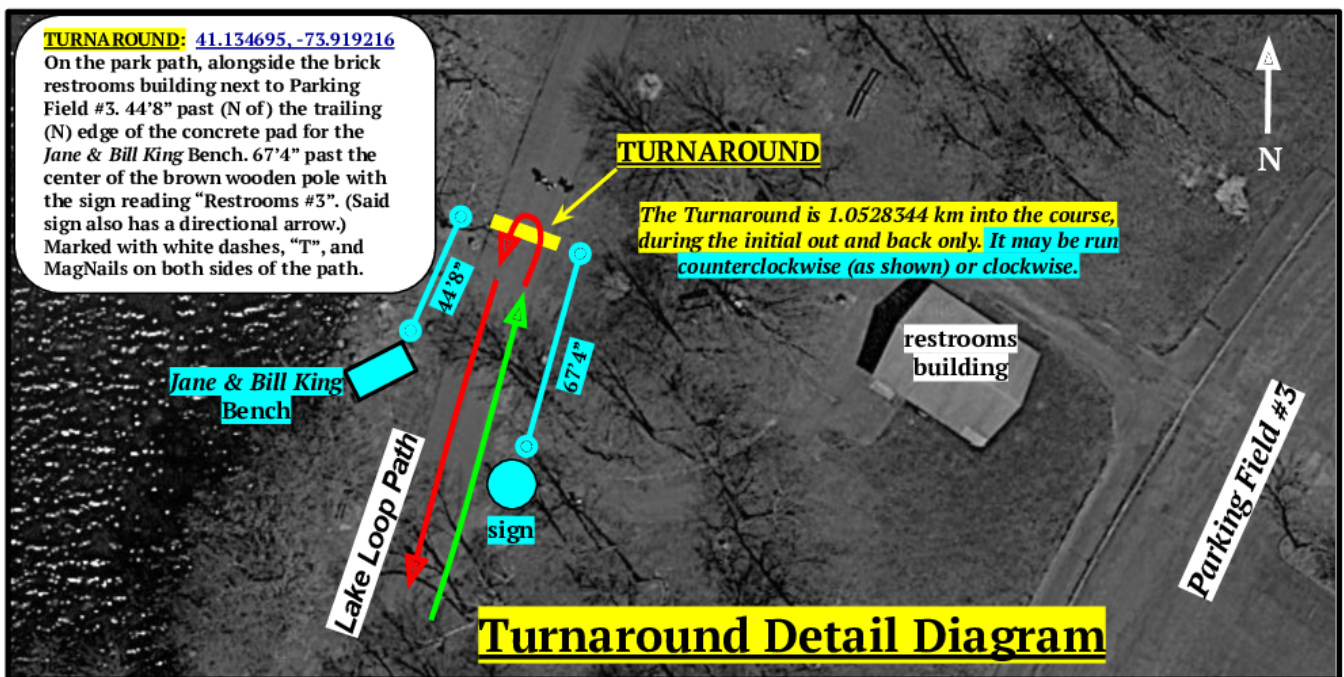 TURNAROUND: 41.134695, -73.919216
On the park path, alongside the brick
restrooms building next to Parking
Field #3. 44’8” past (N of) the trailing
(N) edge of the concrete pad for the
Jane & Bill King Bench. 67’4” past the
center of the brown wooden pole with
the sign reading “Restrooms #3”. (Said
sign also has a directional arrow.)
Marked with white dashes, “T”, and
MagNails on both sides of the path.
TURNAROUND
N
The Turnaround is 1.0528344 km into the course,
during the initial out and back only. It may be run
counterclockwise (as shown) or clockwise.
44’8”
67’4”
restrooms
building
Jane & Bill King
Bench
Lake Loop Path
sign
Parking Field #3
Turnaround Detail Diagram